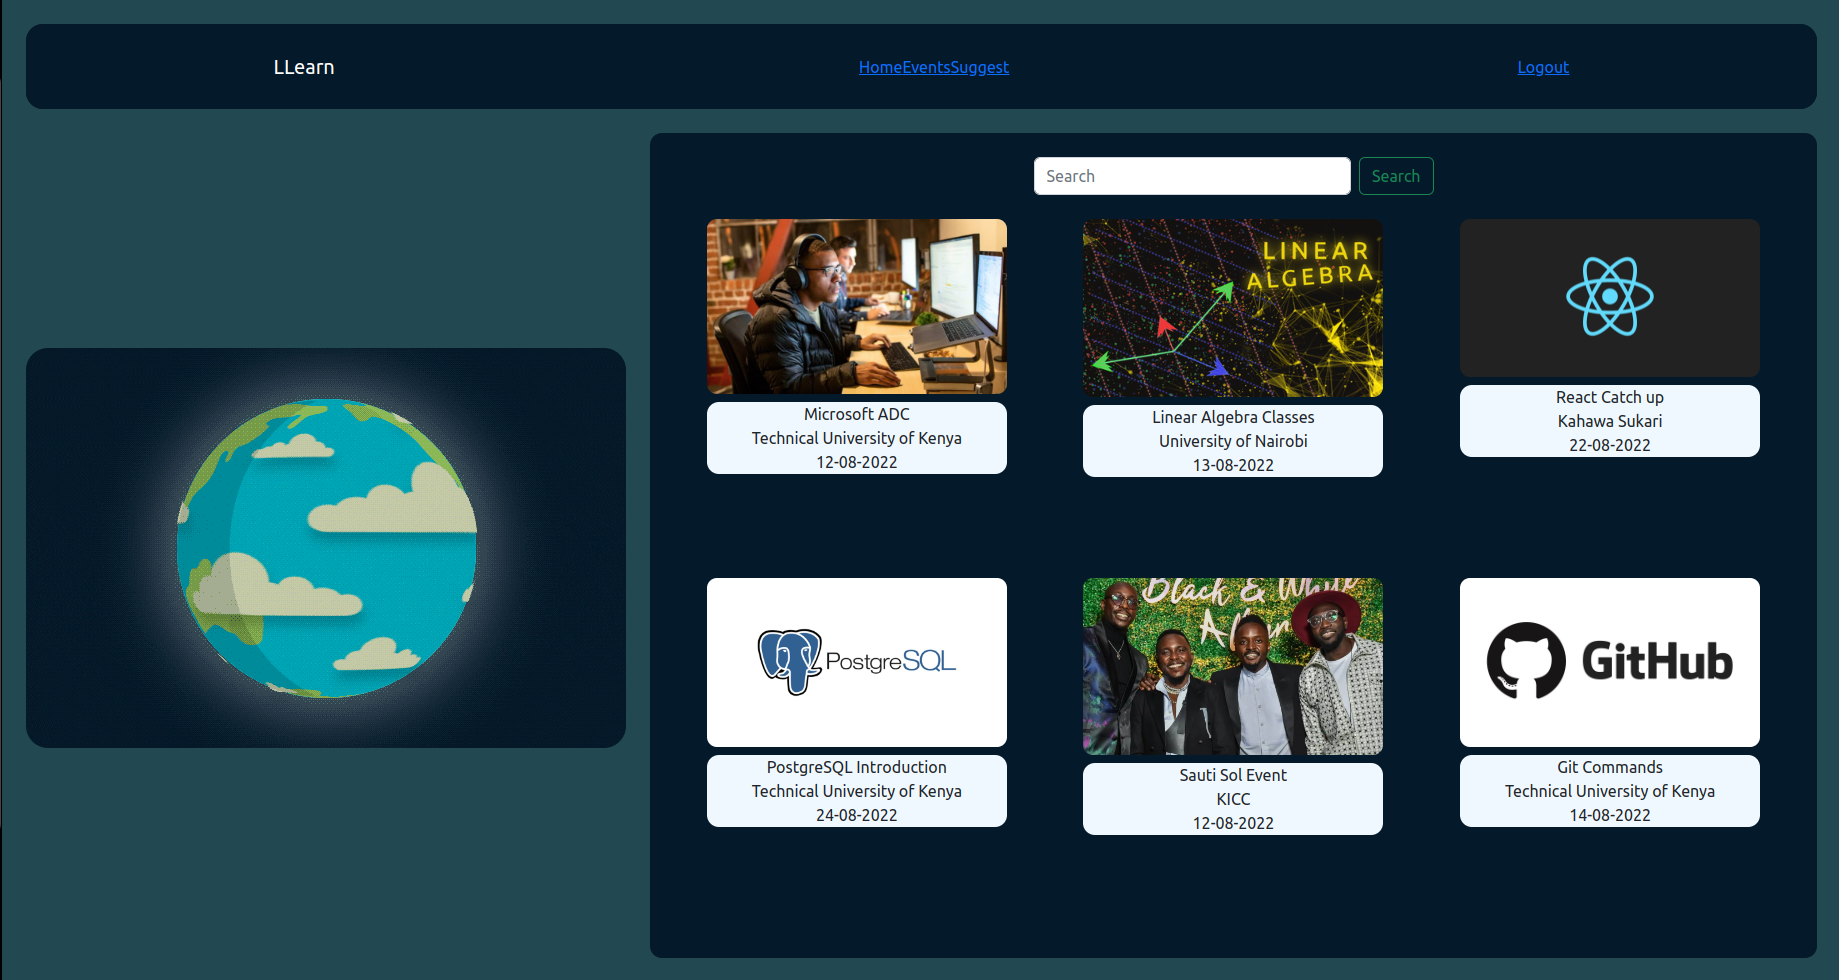 LLearn
HomeEventsSuggest
Logout
Search
Search
LINEAR
ALGEBRA
Microsoft ADC
Technical University of Kenya
12-08-2022
Linear Algebra Classes
University of Nairobi
13-08-2022
React Catch up
Kahawa Sukari
22-08-2022
PostgreSQL
Black & White
GitHub
PostgreSQL Introduction
Technical University of Kenya
24-08-2022
Sauti Sol Event
KICC
12-08-2022
Git Commands
Technical University of Kenya
14-08-2022